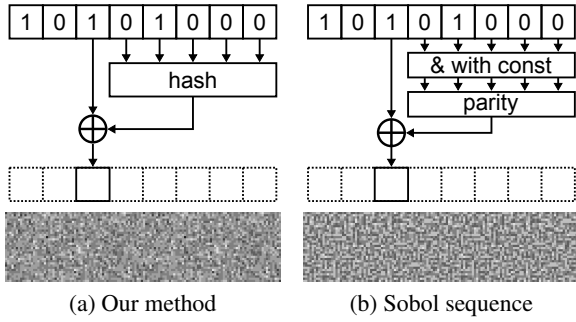 1 0 1 0 1 0 0 0
1 0 1 0 1 0 0 0
hash
& with const
parity
(a) Our method
(b) Sobol sequence